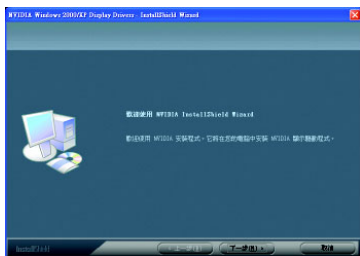 NVIDIA Windows 2000/XP Display Drivers - InstallShield Wizard
歡迎使用 NVIDIA InstallShield Wizard
歡迎使用 NVIDIA 安裝程式。它將在您的電腦中安裝 NVIDIA 顯示驅動程式。
InstallShield
< 上一步(B)
下一步(N) >
取消